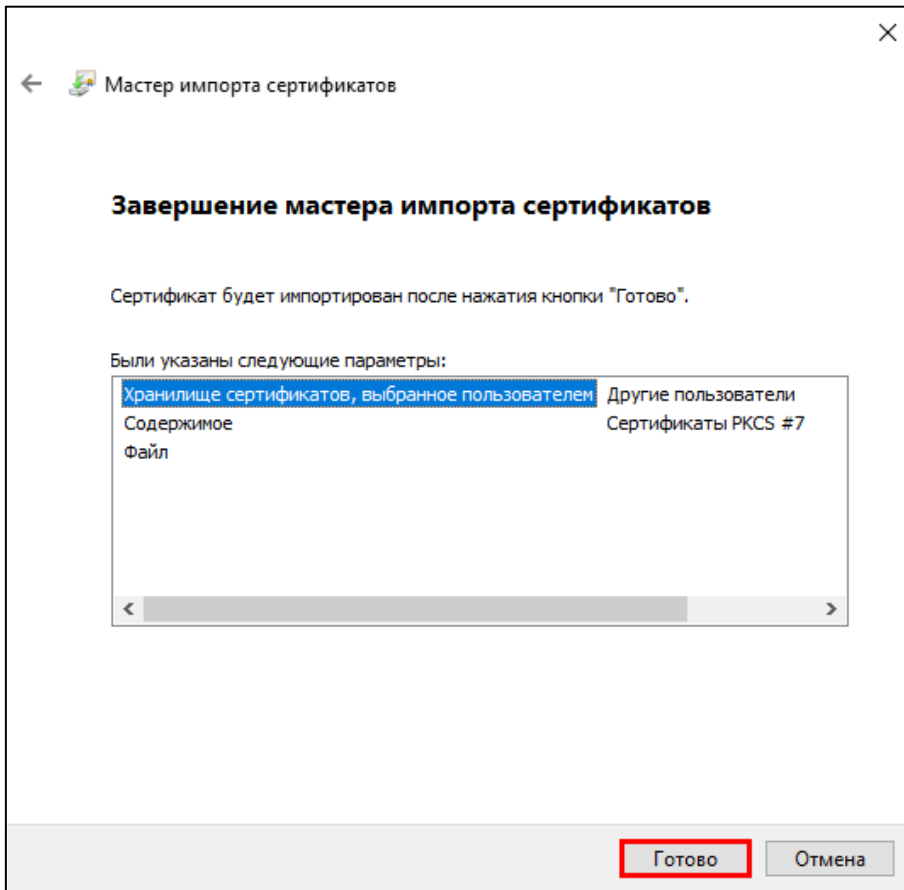 Мастер импорта сертификатов
Завершение мастера импорта сертификатов
Сертификат будет импортирован после нажатия кнопки "Готово".
Были указаны следующие параметры:
Хранилище сертификатов, выбранное пользователем Другие пользователи
Содержимое Сертификаты PKCS #7
Файл
Готово Отмена